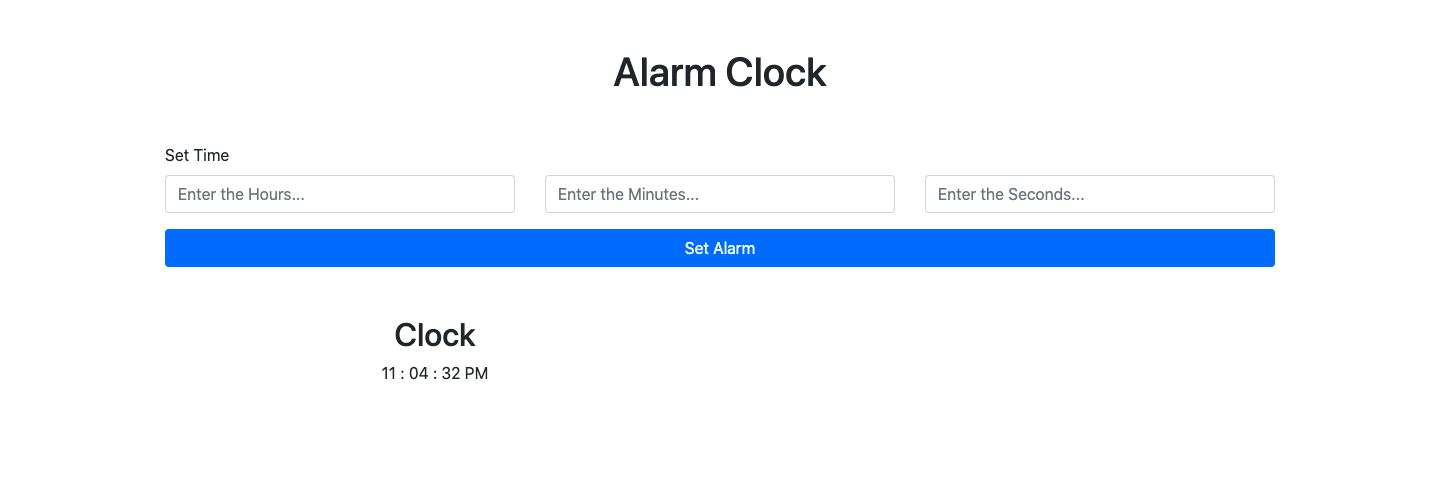 Alarm Clock
Set Time
Enter the Hours...
Enter the Minutes...
Enter the Seconds...
Set Alarm
Clock
11 : 04 : 32 PM